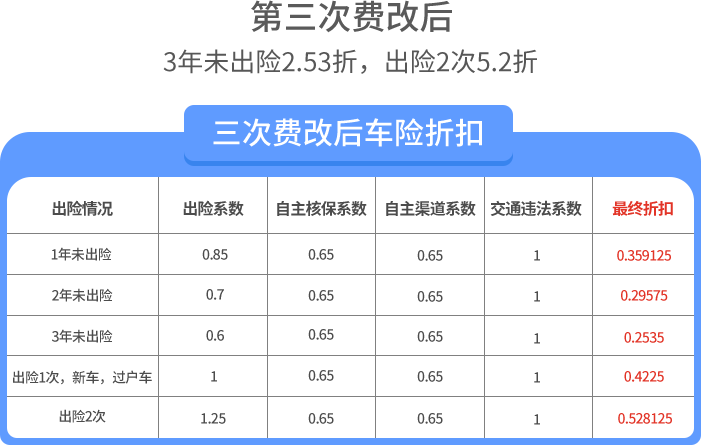 第三次费改后
3年未出险2.53折，出险2次5.2折
三次费改后车险折扣
出险情况 出险系数 自主核保系数 自主渠道系数 交通违法系数 最终折扣
1年未出险 0.85 0.65 0.65 1 0.359125
2年未出险 0.7 0.65 0.65 1 0.29575
3年未出险 0.6 0.65 0.65 1 0.2535
出险1次，新车，过户车 1 0.65 0.65 1 0.4225
出险2次 1.25 0.65 0.65 1 0.528125